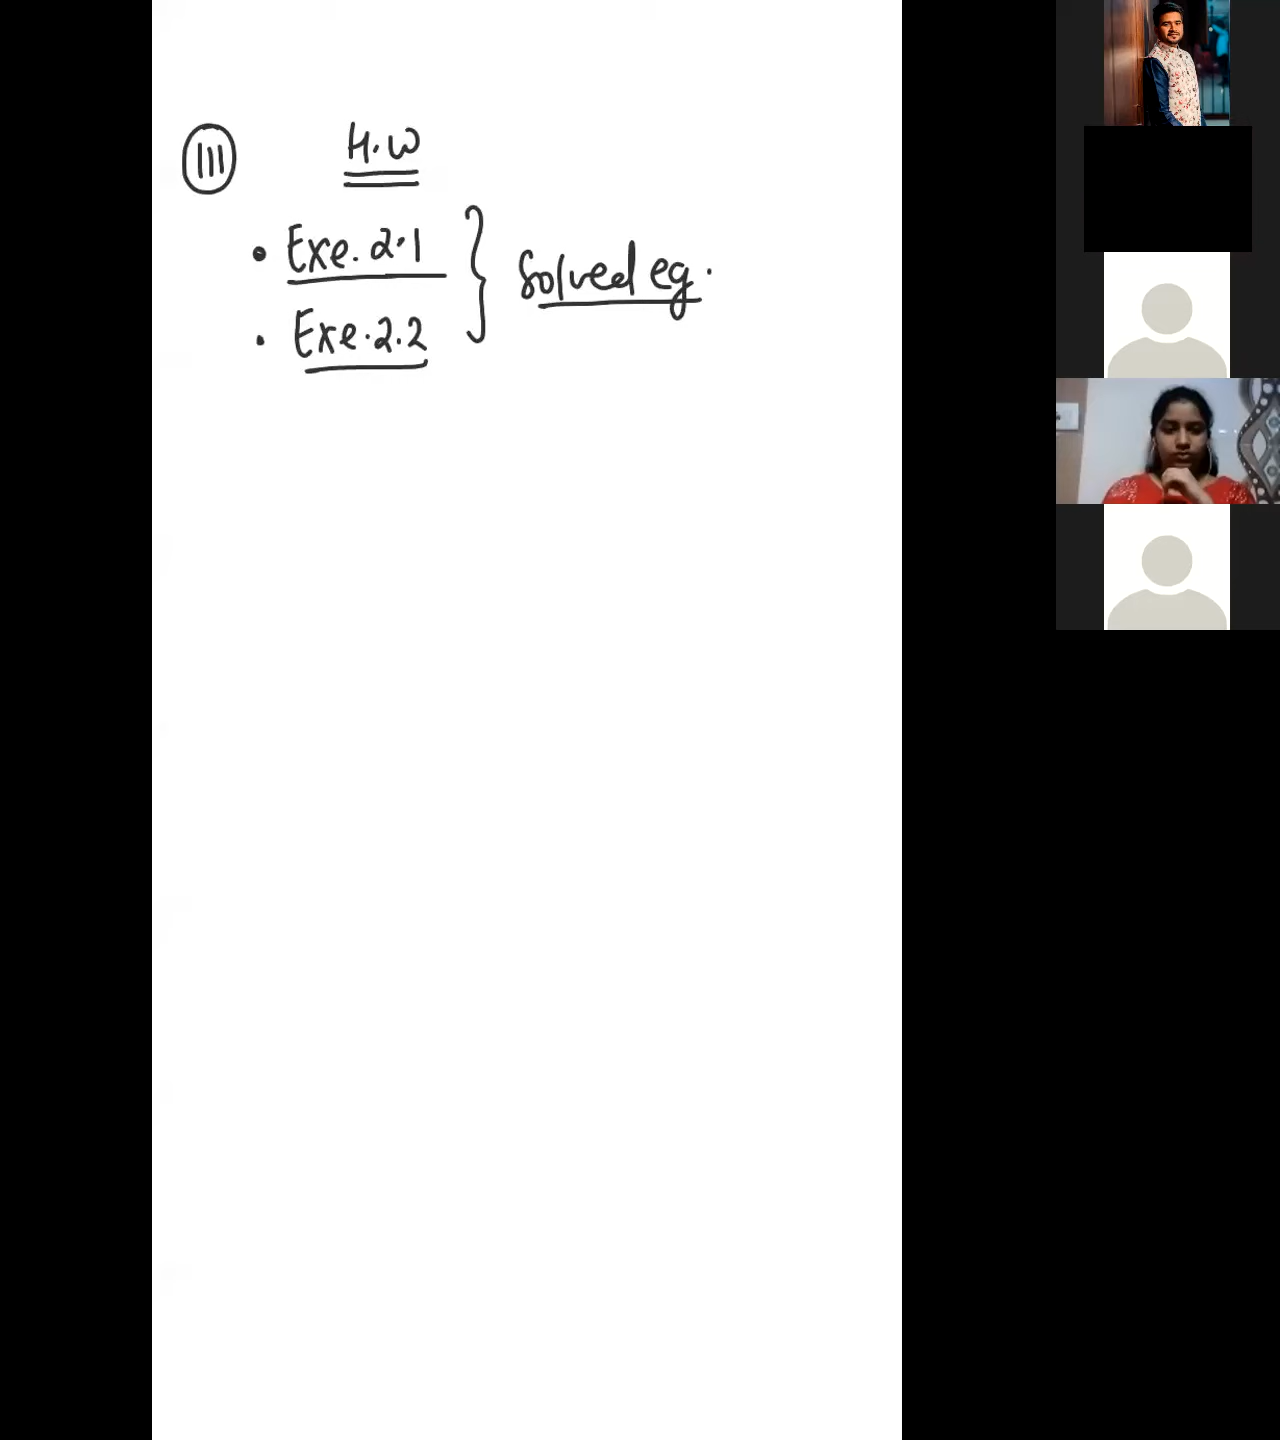 III H.W
• Exe. 2.1
• Exe. 2.2
Solved eg.